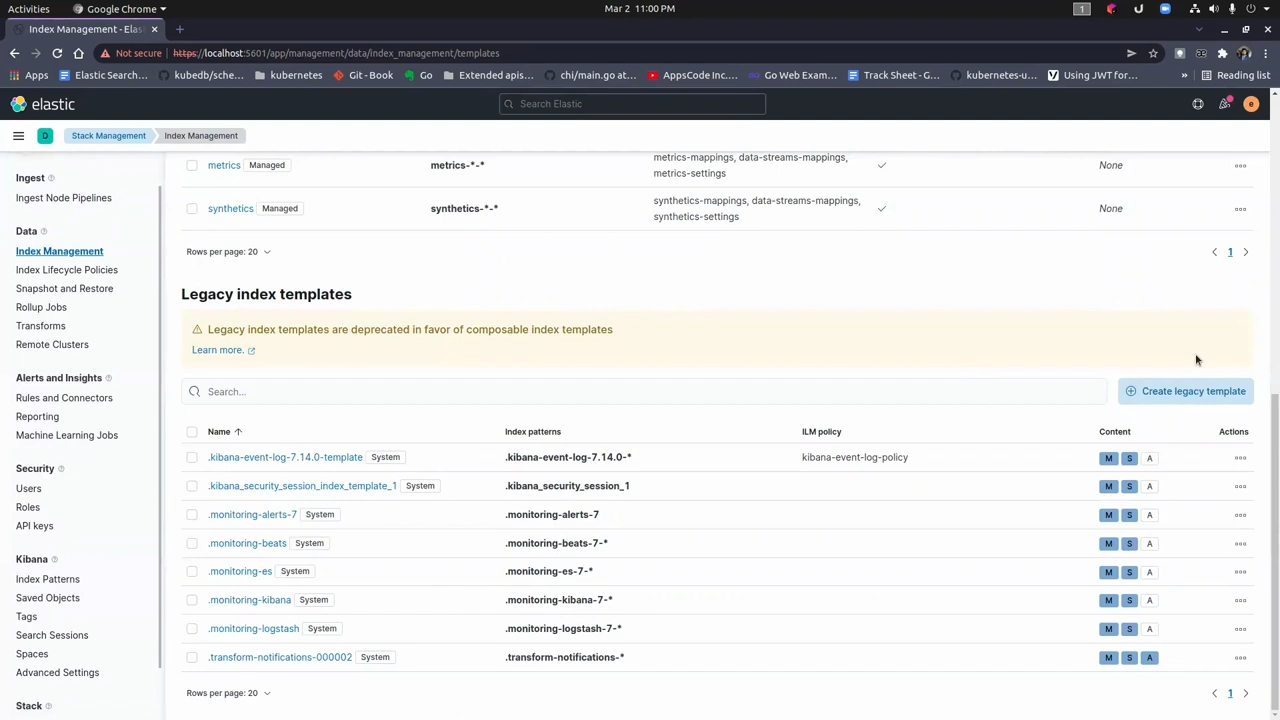 Activities
Google Chrome
Mar 2 11:00 PM
1
Index Management - Elas
Not secure
https://localhost:5601/app/management/data/index_management/templates
Apps
Elastic Search...
kubedb/sche...
kubernetes
Git - Book
Go
Extended apis...
chi/main.go at...
AppsCode Inc....
Go Web Exam...
Track Sheet - G...
kubernetes-u...
Using JWT for...
»
Reading list
elastic
Search Elastic
e
D
Stack Management
Index Management
Ingest
Ingest Node Pipelines
Data
Index Management
Index Lifecycle Policies
Snapshot and Restore
Rollup Jobs
Transforms
Remote Clusters
Alerts and Insights
Rules and Connectors
Reporting
Machine Learning Jobs
Security
Users
Roles
API keys
Kibana
Index Patterns
Saved Objects
Tags
Search Sessions
Spaces
Advanced Settings
Stack
metrics Managed metrics-*-* metrics-mappings, data-streams-mappings, None
metrics-settings
synthetics Managed synthetics-*-* synthetics-mappings, data-streams-mappings, None
synthetics-settings
Rows per page: 20
1
Legacy index templates
Legacy index templates are deprecated in favor of composable index templates
Learn more.
Search...
Create legacy template
Name Index patterns ILM policy Content Actions
.kibana-event-log-7.14.0-template System .kibana-event-log-7.14.0-* kibana-event-log-policy M S A
.kibana_security_session_index_template_1 System .kibana_security_session_1 M S A
.monitoring-alerts-7 System .monitoring-alerts-7 M S A
.monitoring-beats System .monitoring-beats-7-* M S A
.monitoring-es System .monitoring-es-7-* M S A
.monitoring-kibana System .monitoring-kibana-7-* M S A
.monitoring-logstash System .monitoring-logstash-7-* M S A
.transform-notifications-000002 System .transform-notifications-* M S A
Rows per page: 20
1